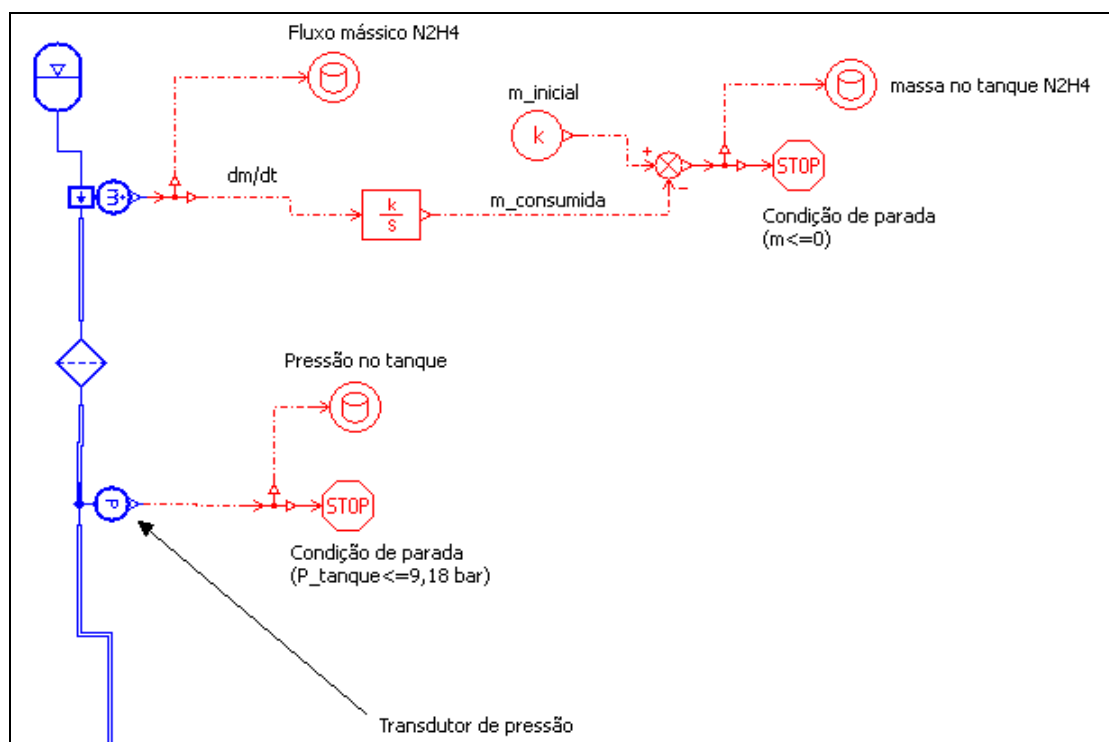 Fluxo mássico N2H4
m_inicial
massa no tanque N2H4
k
+
STOP
m
dm/dt
k
s
m_consumida
−
Condição de parada
(m<=0)
Pressão no tanque
P
STOP
Condição de parada
(P_tanque<=9,18 bar)
Transdutor de pressão